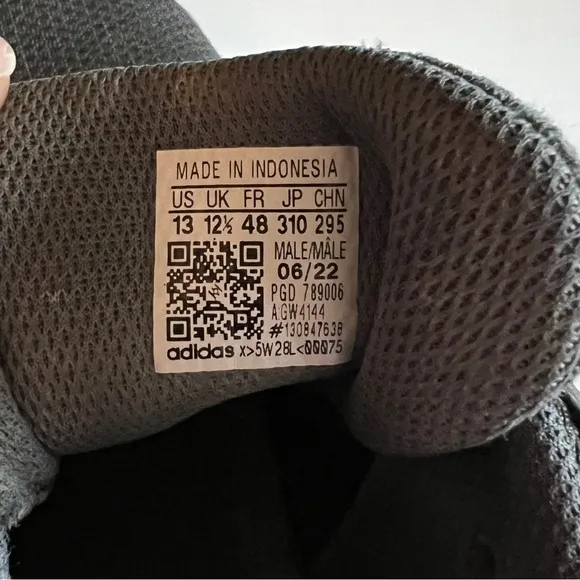 MADE IN INDONESIA
US UK FR JP CHN
13 12½ 48 310 295
MALE/MÂLE
06/22
PGD 789006
A:GW4144
#130847638
adidas x>5W28L<00075